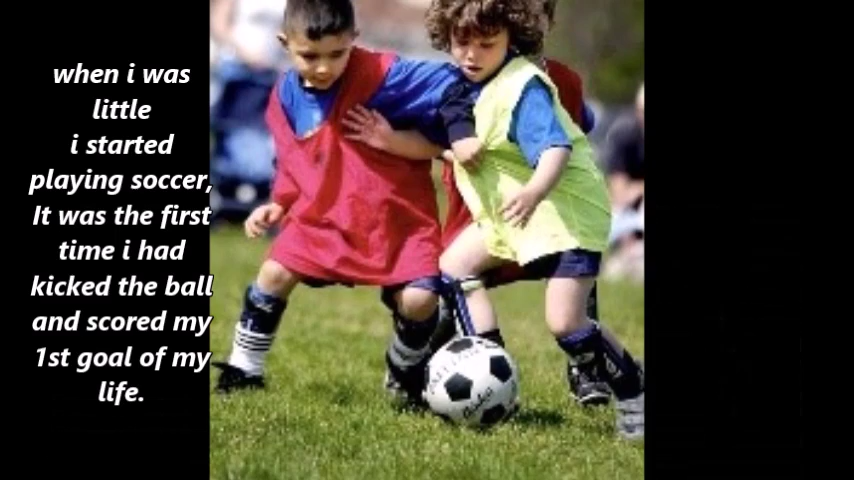 when i was
little
i started
playing soccer,
It was the first
time i had
kicked the ball
and scored my
1st goal of my
life.